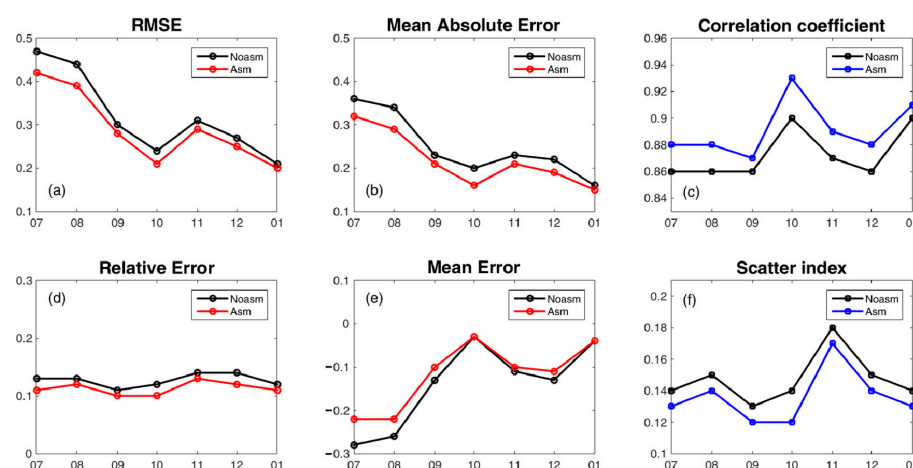 RMSE
0.5
0.4
0.3
0.2
0.1
07 08 09 10 11 12 01
Noasm
Asm
(a)
Mean Absolute Error
0.5
0.4
0.3
0.2
0.1
07 08 09 10 11 12 01
Noasm
Asm
(b)
Correlation coefficient
0.96
0.92
0.88
0.86
0.84
07 08 09 10 11 12 0
Noasm
Asm
(c)
Relative Error
0.3
0.2
0.1
0
07 08 09 10 11 12 01
Noasm
Asm
(d)
Mean Error
0.1
0
−0.1
−0.2
−0.3
07 08 09 10 11 12 01
Noasm
Asm
(e)
Scatter index
0.2
0.18
0.16
0.14
0.12
0.1
07 08 09 10 11 12 01
Noasm
Asm
(f)